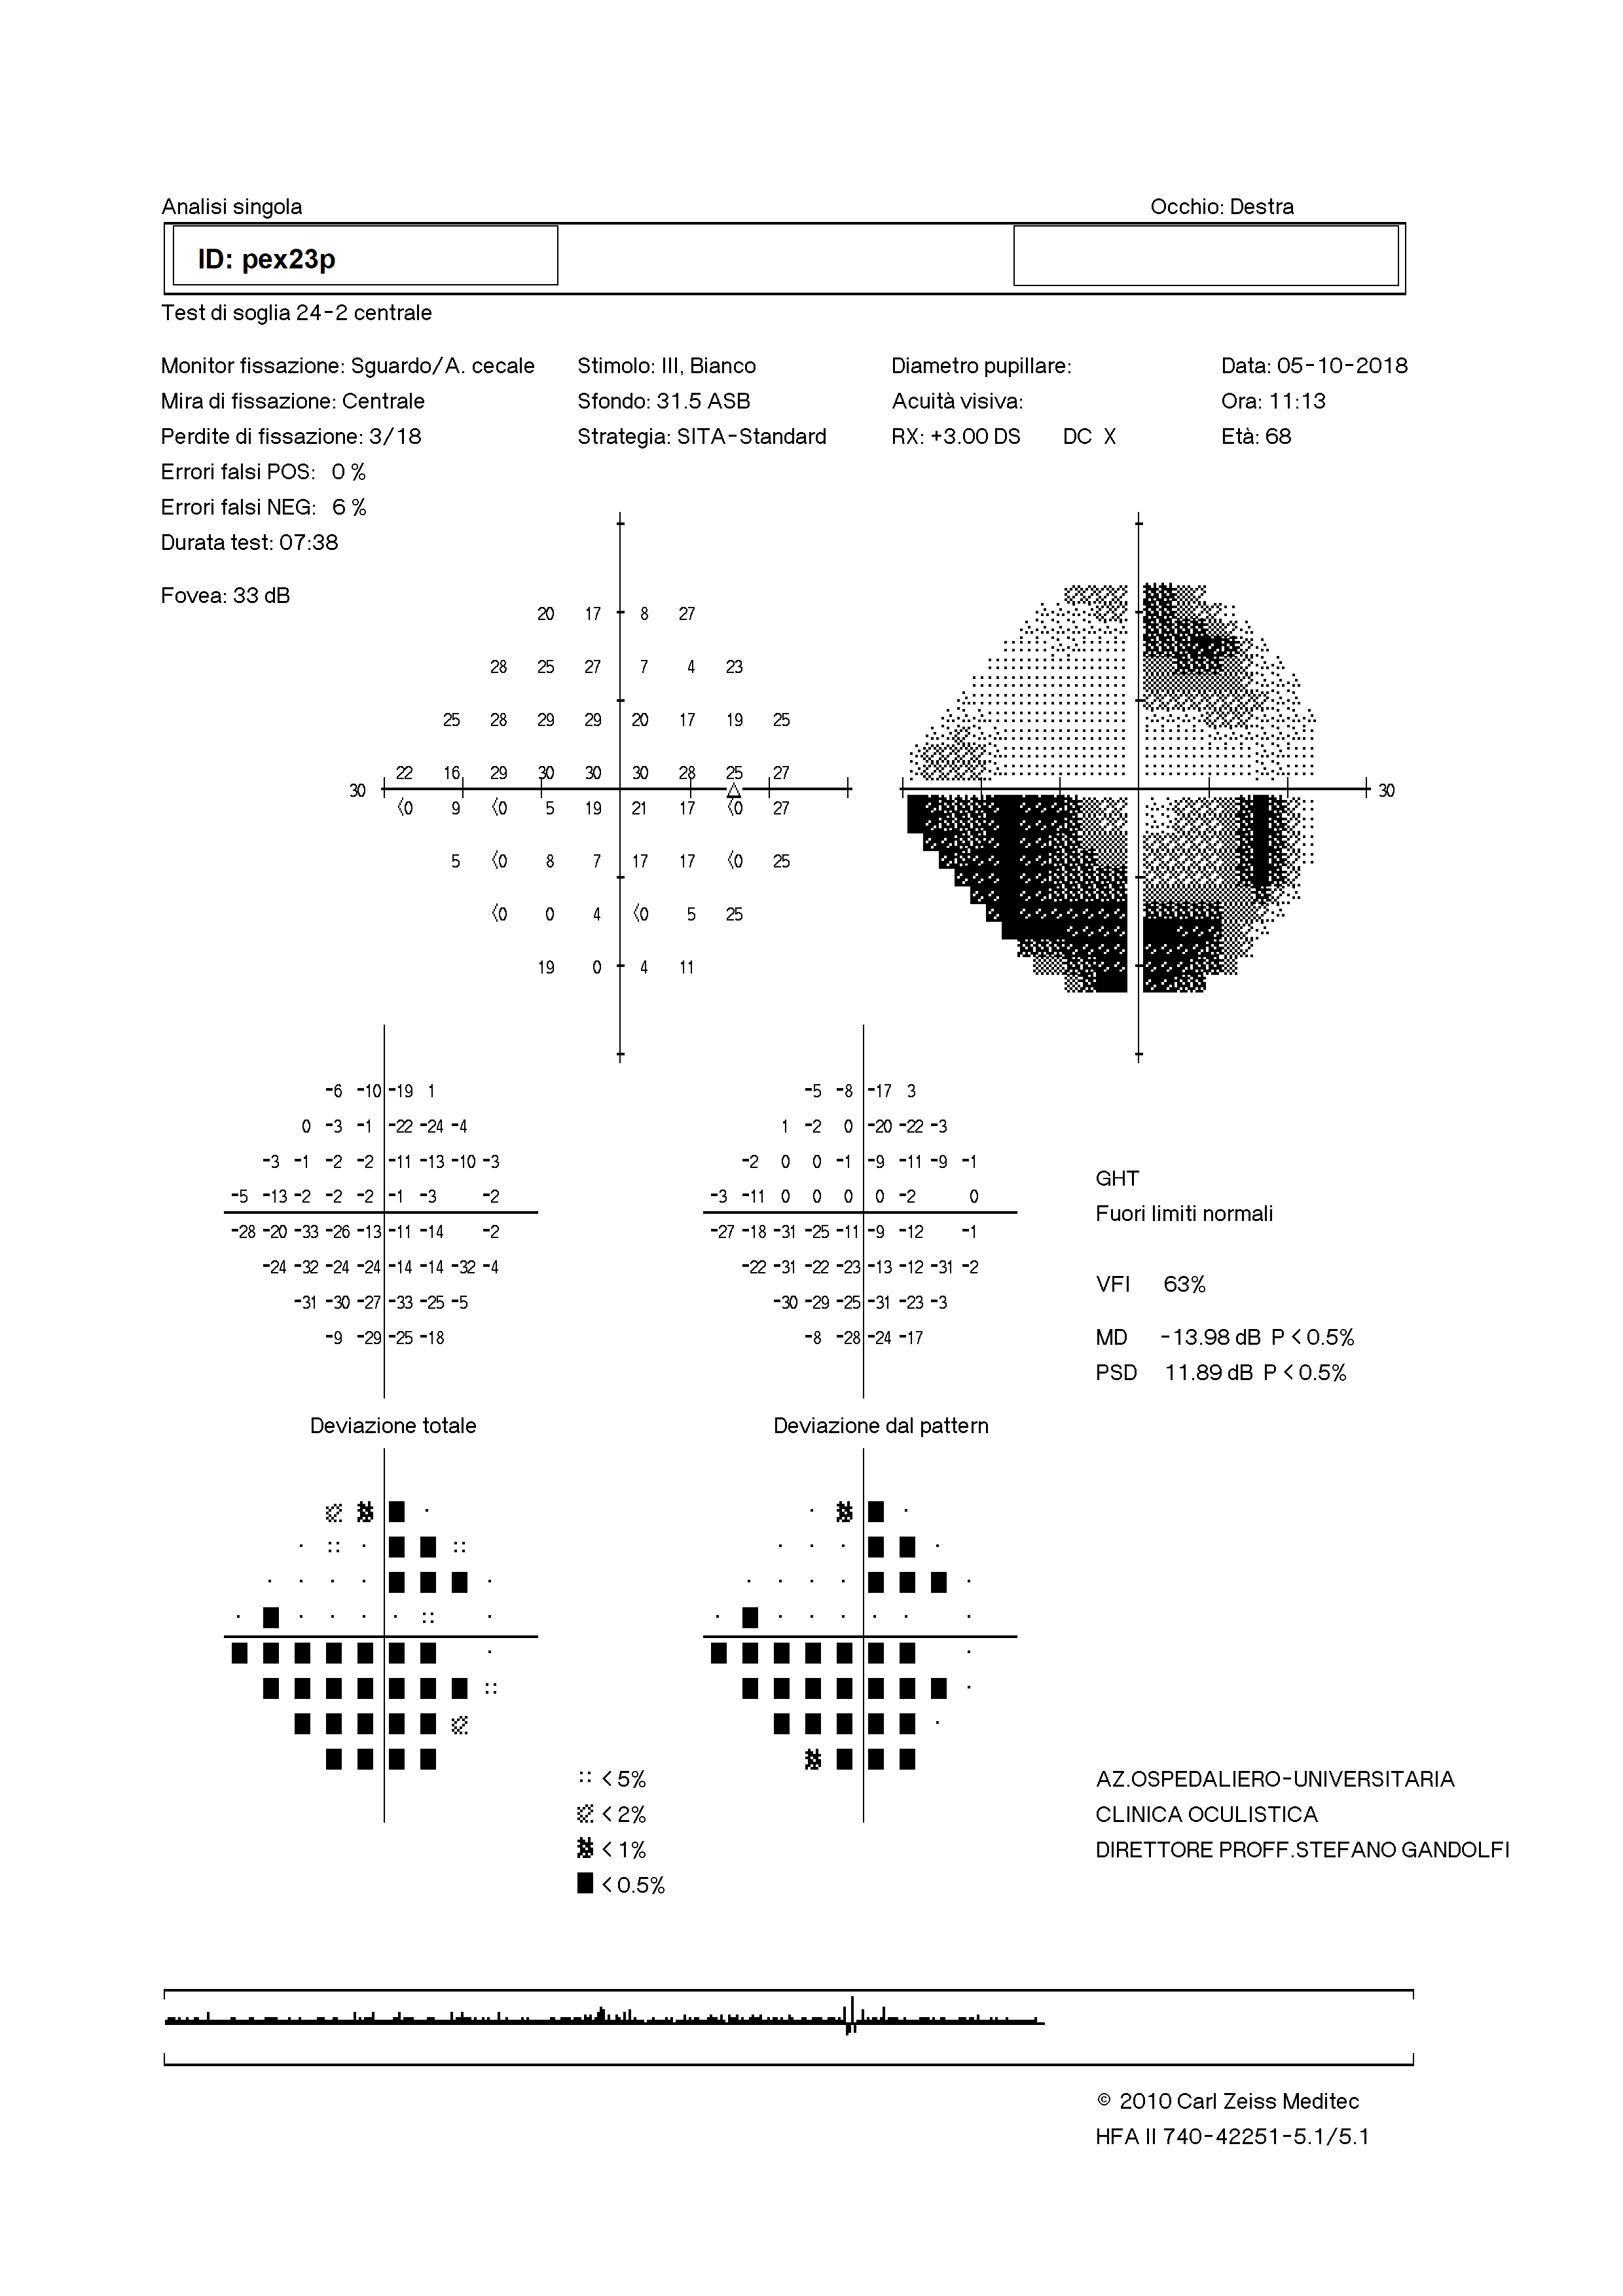 Analisi singola Occhio: Destra
ID: pex23p
Test di soglia 24-2 centrale
Monitor fissazione: Sguardo/A. cecale Stimolo: III, Bianco Diametro pupillare: Data: 05-10-2018
Mira di fissazione: Centrale Sfondo: 31.5 ASB Acuità visiva: Ora: 11:13
Perdite di fissazione: 3/18 Strategia: SITA-Standard RX: +3.00 DS DC X Età: 68
Errori falsi POS: 0 %
Errori falsi NEG: 6 %
Durata test: 07:38
Fovea: 33 dB
20 17 8 27
28 25 27 7 4 23
25 28 29 29 20 17 19 25
22 16 29 30 30 30 28 25 27
30 30
<0 9 <0 5 19 21 17 <0 27
5 <0 8 7 17 17 <0 25
<0 0 4 <0 5 25
19 0 4 11
-6 -10 -19 1 -5 -8 -17 3
0 -3 -1 -22 -24 -4 1 -2 0 -20 -22 -3
-3 -1 -2 -2 -11 -13 -10 -3 -2 0 0 -1 -9 -11 -9 -1
-5 -13 -2 -2 -2 -1 -3 -2 -3 -11 0 0 0 0 -2 0
-28 -20 -33 -26 -13 -11 -14 -2 -27 -18 -31 -25 -11 -9 -12 -1
-24 -32 -24 -24 -14 -14 -32 -4 -22 -31 -22 -23 -13 -12 -31 -2
-31 -30 -27 -33 -25 -5 -30 -29 -25 -31 -23 -3
-9 -29 -25 -18 -8 -28 -24 -17
GHT
Fuori limiti normali
VFI 63%
MD -13.98 dB P < 0.5%
PSD 11.89 dB P < 0.5%
Deviazione totale Deviazione dal pattern
< 5%
< 2%
< 1%
< 0.5%
AZ.OSPEDALIERO-UNIVERSITARIA
CLINICA OCULISTICA
DIRETTORE PROFF.STEFANO GANDOLFI
© 2010 Carl Zeiss Meditec
HFA II 740-42251-5.1/5.1